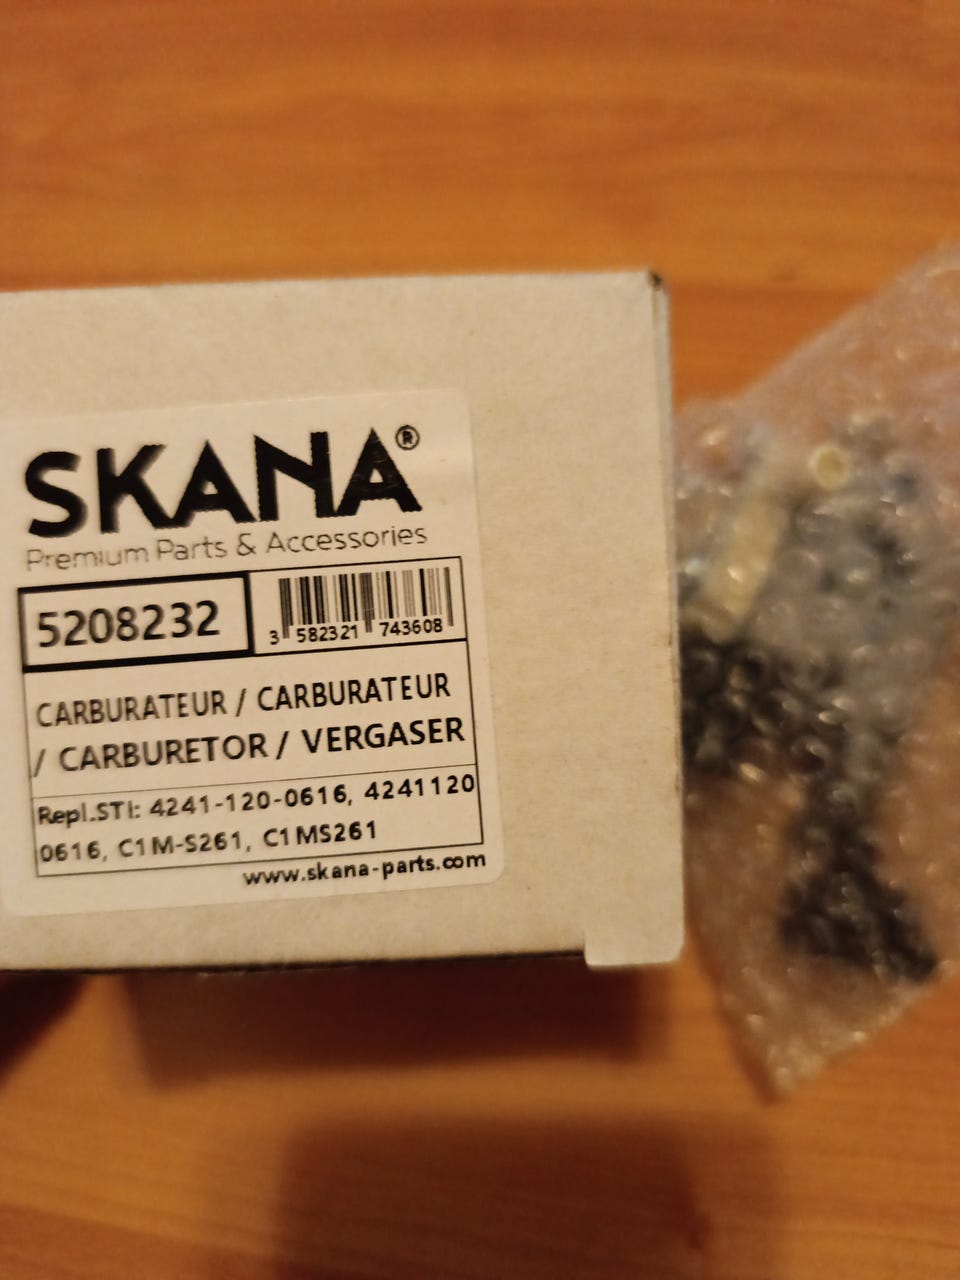 SKANA®
Premium Parts & Accessories
5208232
3 582321 743608
CARBURATEUR / CARBURATEUR
/ CARBURETOR / VERGASER
Repl.STI: 4241-120-0616, 4241120
0616, C1M-S261, C1MS261
www.skana-parts.com